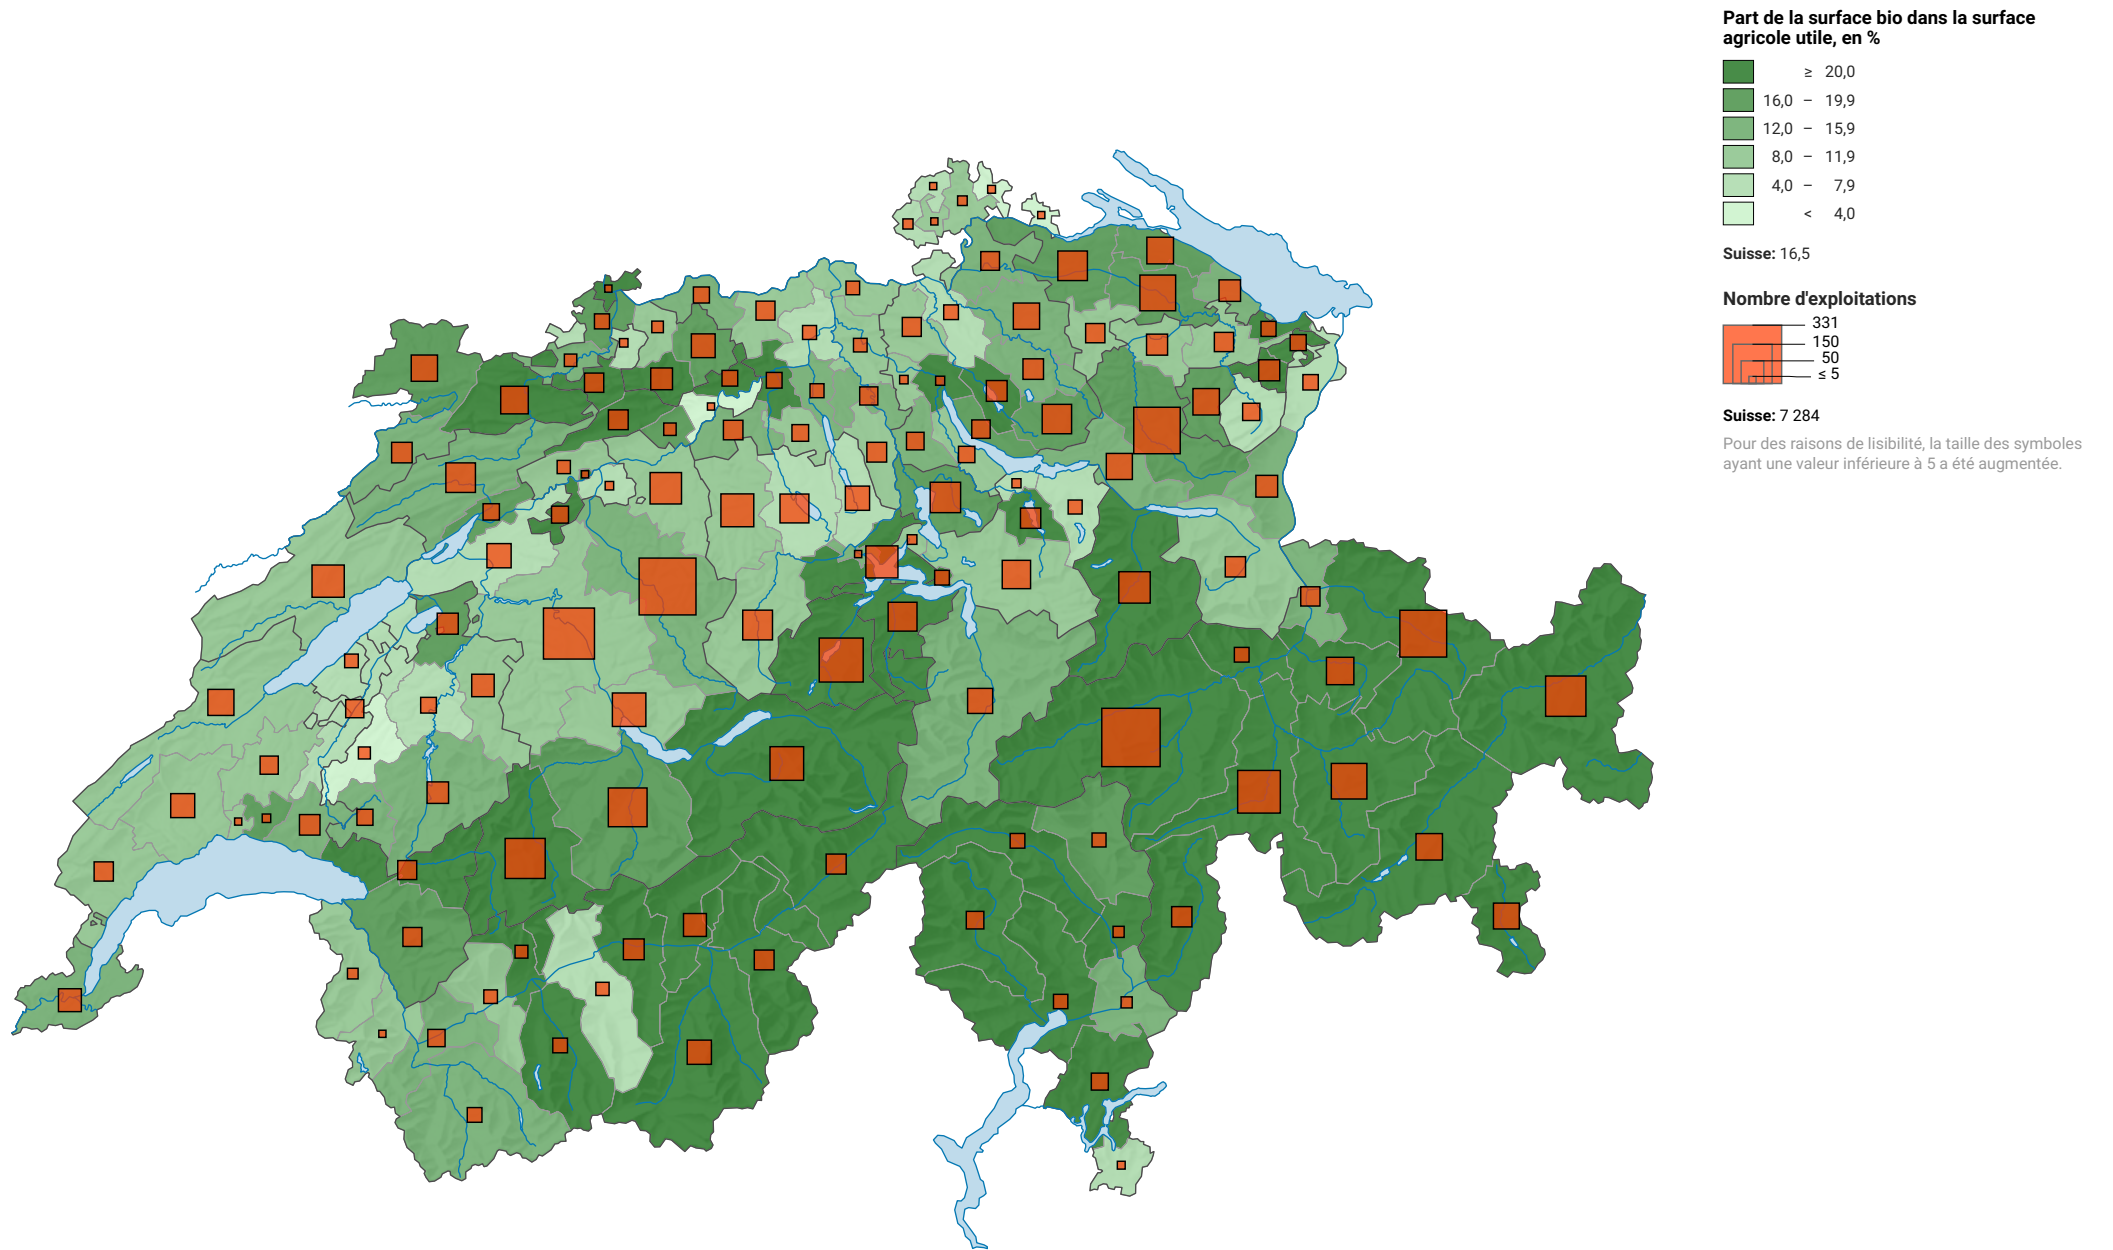 Part de la surface bio dans la surface
agricole utile, en %
≥ 20,0
16,0 – 19,9
12,0 – 15,9
8,0 – 11,9
4,0 – 7,9
< 4,0
Suisse: 16,5
Nombre d'exploitations
331
150
50
≤ 5
Suisse: 7 284
Pour des raisons de lisibilité, la taille des symboles
ayant une valeur inférieure à 5 a été augmentée.